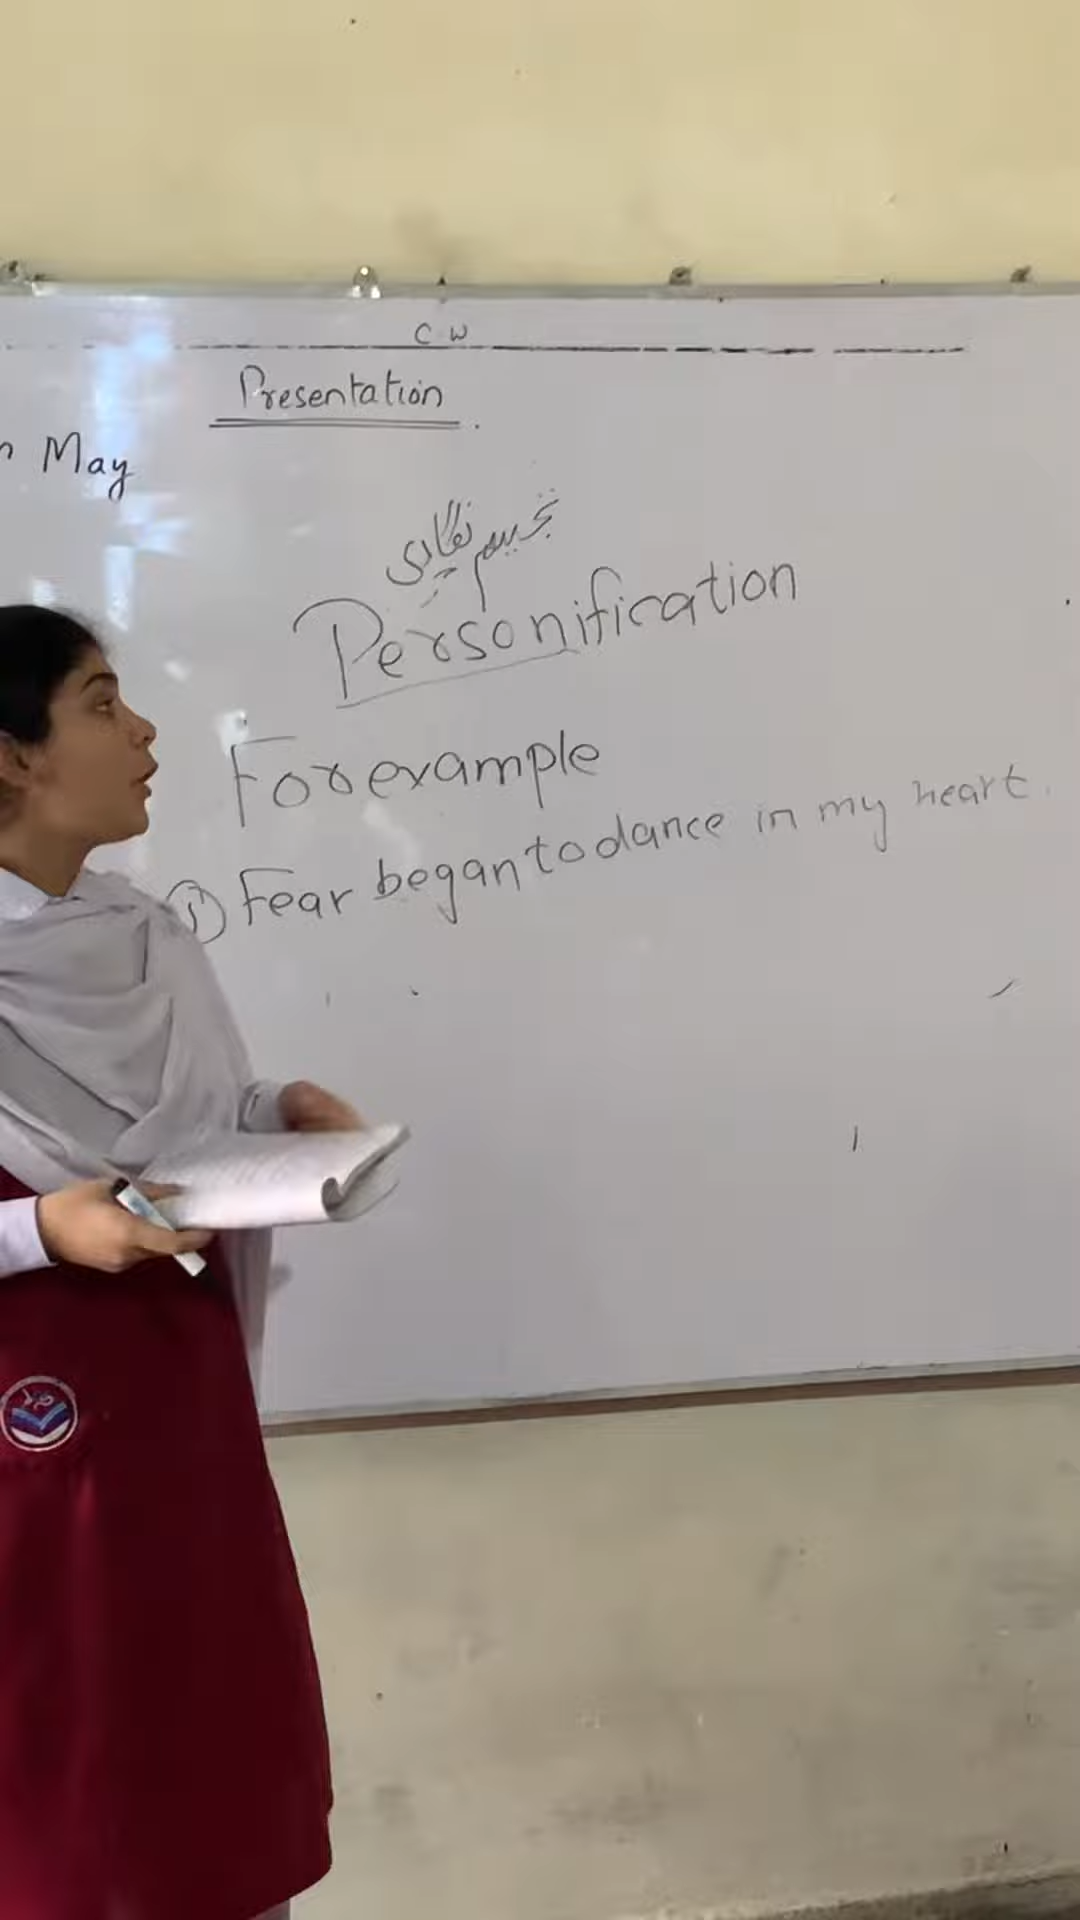 C.W
Presentation.
May
تجسیم نگاری
Personification
For example
① Fear began to dance in my heart.